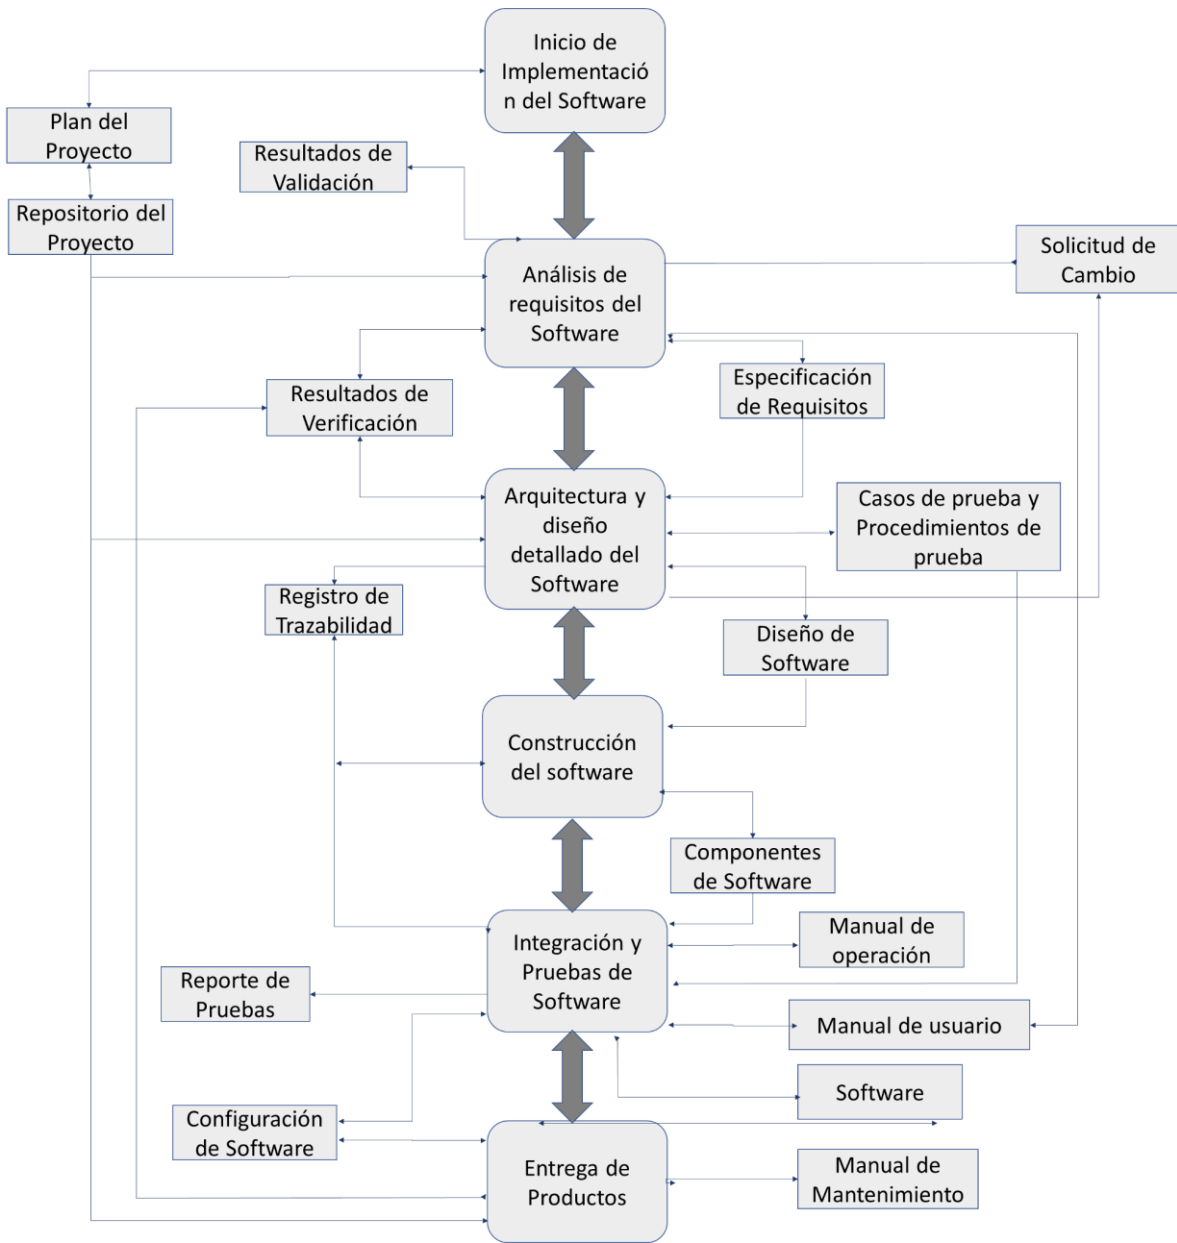 Inicio de
Implementació
n del Software
Plan del
Proyecto
Resultados de
Validación
Repositorio del
Proyecto
Análisis de
requisitos del
Software
Solicitud de
Cambio
Resultados de
Verificación
Especificación
de Requisitos
Arquitectura y
diseño
detallado del
Software
Casos de prueba y
Procedimientos de
prueba
Registro de
Trazabilidad
Diseño de
Software
Construcción
del software
Componentes
de Software
Integración y
Pruebas de
Software
Manual de
operación
Reporte de
Pruebas
Manual de usuario
Software
Configuración
de Software
Entrega de
Productos
Manual de
Mantenimiento